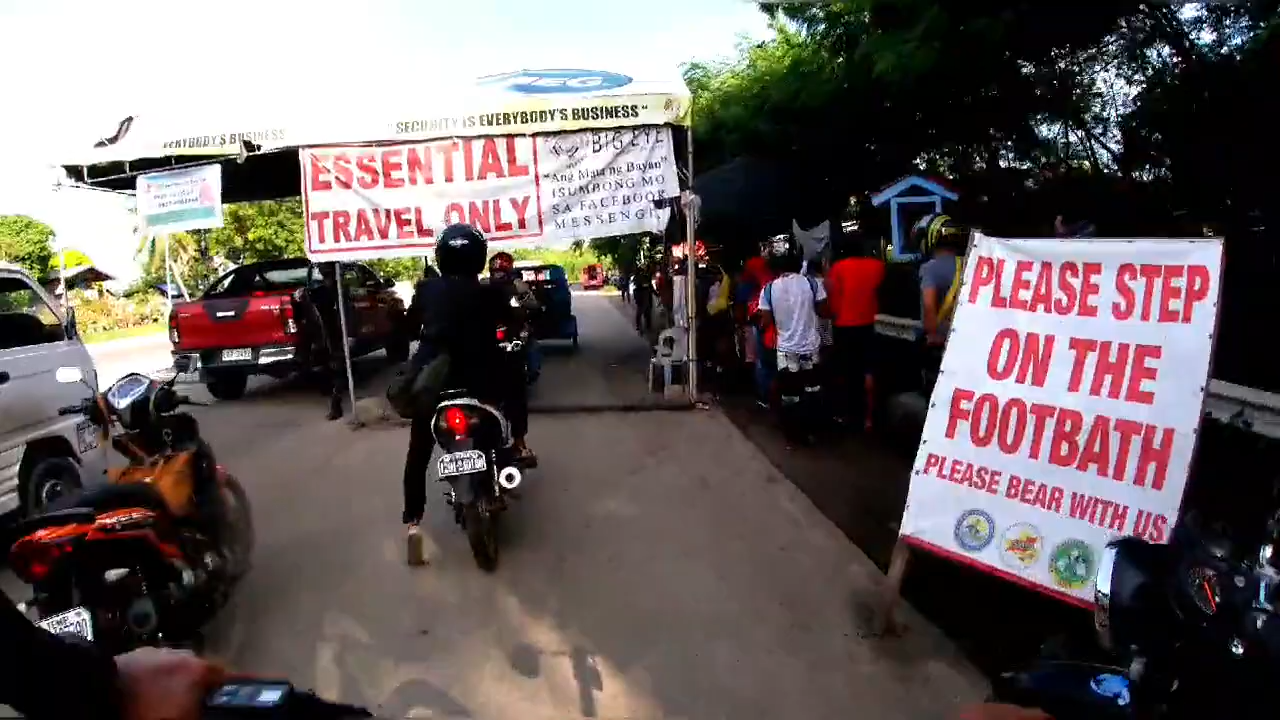 "SECURITY IS EVERYBODY'S BUSINESS"
EVERYBODY'S BUSINESS
ESSENTIAL
TRAVEL ONLY
BIG EYE
"Ang Mata ng Bayan"
ISUMBONG MO
SA FACEBOOK
MESSENGER
PLEASE STEP
ON THE
FOOTBATH
PLEASE BEAR WITH US